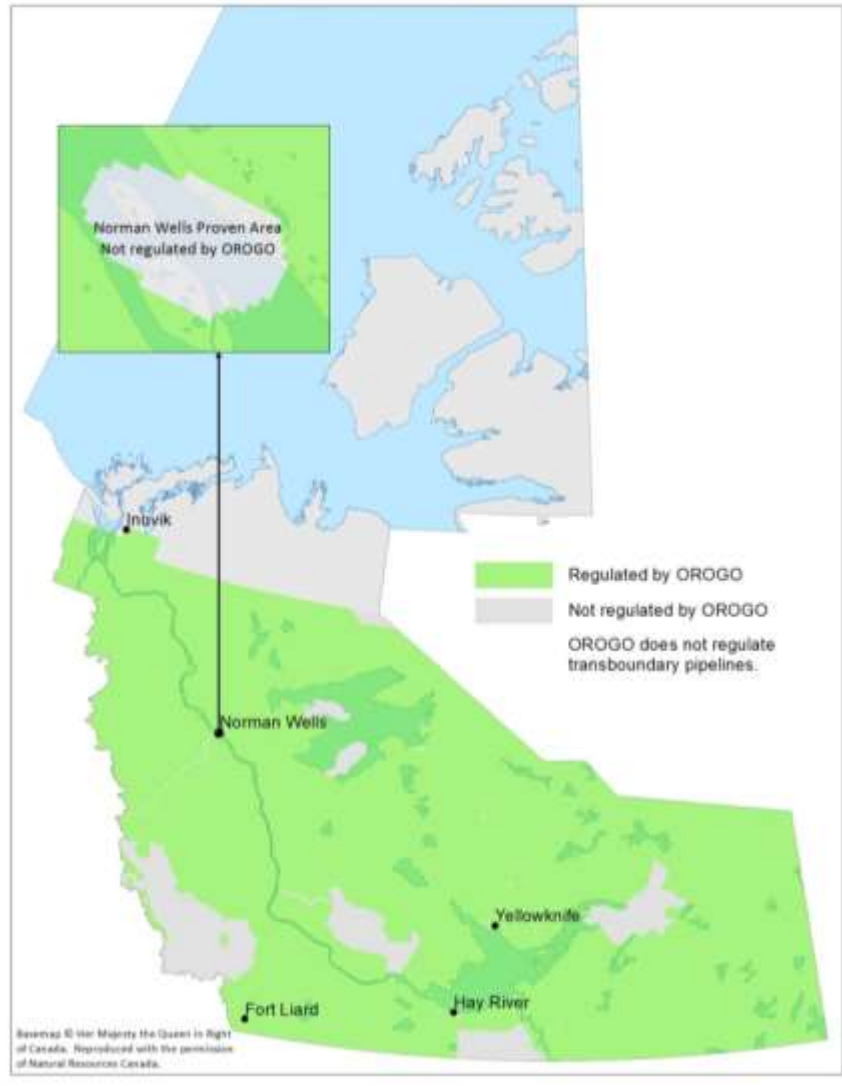 Norman Wells Proven Area
Not regulated by OROGO
Inuvik
Regulated by OROGO
Not regulated by OROGO
OROGO does not regulate
transboundary pipelines.
Norman Wells
Yellowknife
Hay River
Fort Liard
Basemap © Her Majesty the Queen in Right
of Canada. Reproduced with the permission
of Natural Resources Canada.